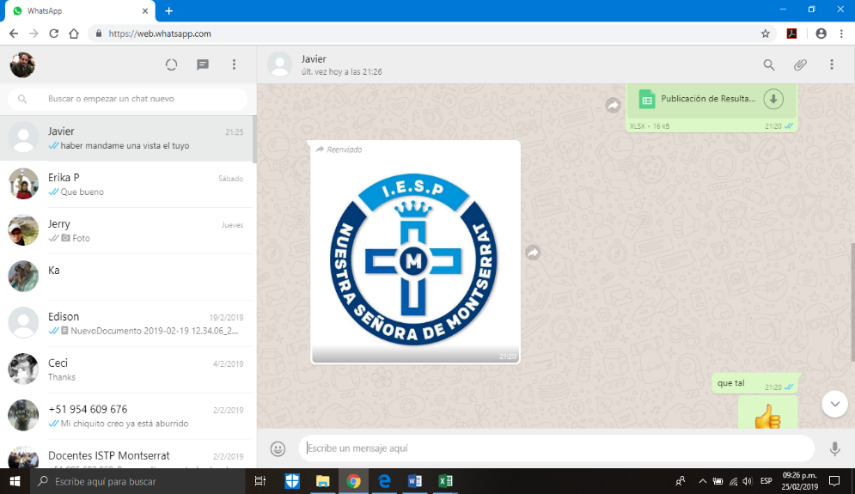 WhatsApp
https://web.whatsapp.com
Javier
últ. vez hoy a las 21:26
Buscar o empezar un chat nuevo
Publicación de Resulta...
XLSX • 16 kB 21:20
Javier 21:25
haber mandame una vista el tuyo
Reenviado
Erika P Sábado
Que bueno
I.E.S.P
NUESTRA SEÑORA DE MONTSERRAT
M
21:20
Jerry Jueves
Foto
Ka
Edison 19/2/2019
NuevoDocumento 2019-02-19 12.34.06_2...
Ceci 4/2/2019
Thanks
que tal 21:20
+51 954 609 676 2/2/2019
Mi chiquito creo ya está aburrido
Docentes ISTP Montserrat 2/2/2019
Escribe un mensaje aquí
Escribe aquí para buscar
ESP
09:26 p.m.
25/02/2019